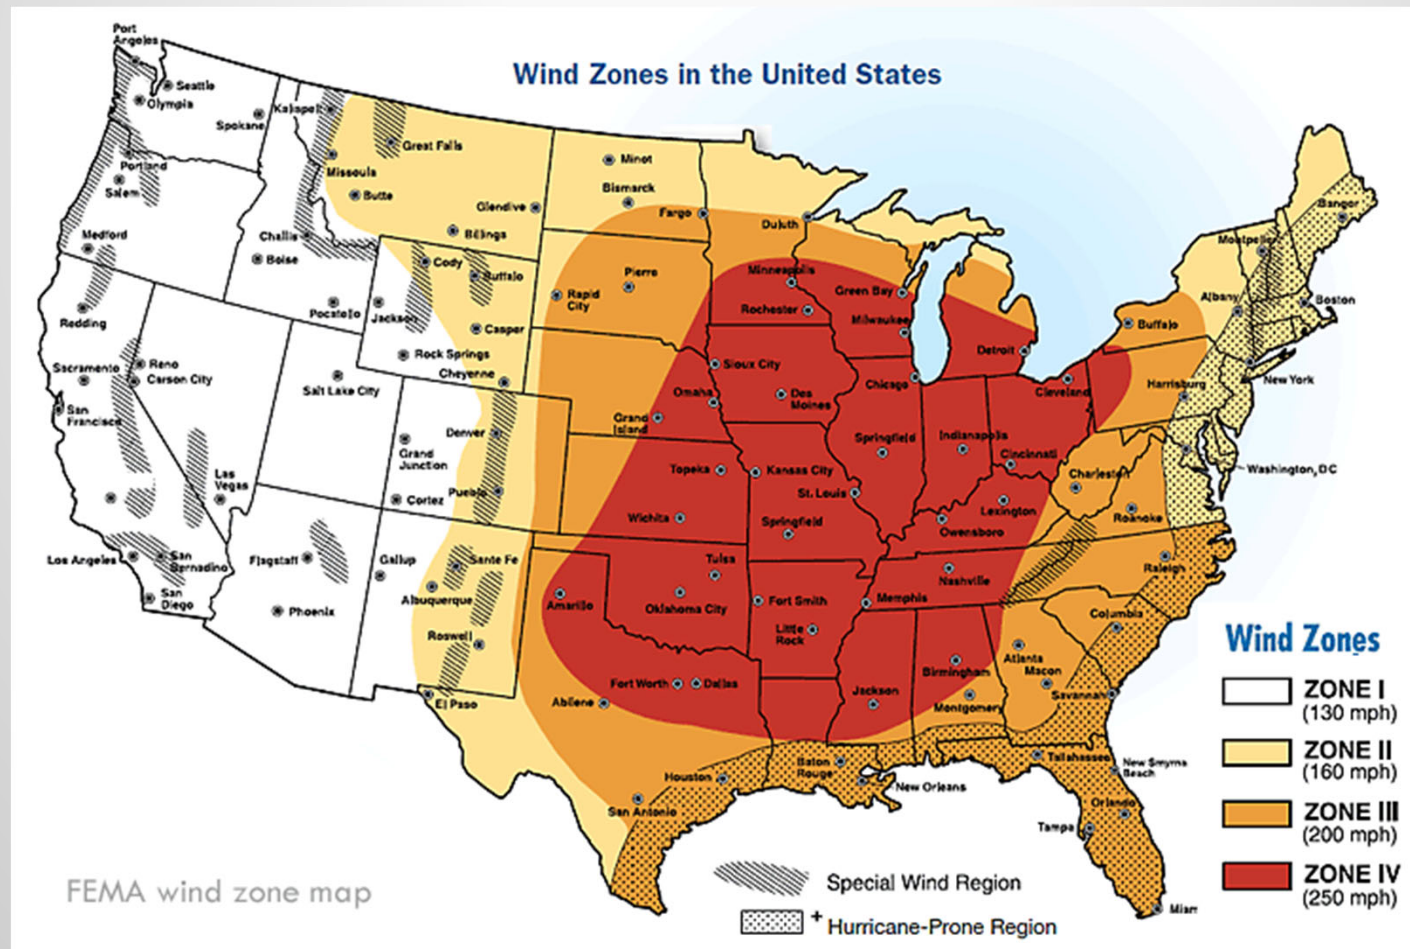 Wind Zones in the United States
Port
Angeles
Seattle
Olympia
Spokane
Kalispell
Great Falls
Missoula
Butte
Glendive
Billings
Minot
Bismarck
Fargo
Duluth
Portland
Salem
Medford
Challis
Boise
Pocatello
Jackson
Cody
Buffalo
Casper
Rock Springs
Cheyenne
Rapid
City
Pierre
Minneapolis
Rochester
Green Bay
Milwaukee
Detroit
Buffalo
Albany
Montpelier
Bangor
Boston
New York
Harrisburg
Washington, DC
Redding
Sacramento
Reno
Carson City
San
Francisco
Salt Lake City
Las
Vegas
Grand
Junction
Denver
Pueblo
Cortez
Sioux City
Omaha
Des
Moines
Grand
Island
Chicago
Cleveland
Springfield
Indianapolis
Cincinnati
Charleston
Roanoke
Topeka
Kansas City
St. Louis
Wichita
Springfield
Lexington
Owensboro
Los Angeles
San
Bernadino
San
Diego
Flagstaff
Phoenix
Gallup
Sante Fe
Albuquerque
Roswell
El Paso
Amarillo
Tulsa
Oklahoma City
Fort Smith
Little
Rock
Memphis
Nashville
Raleigh
Columbia
Atlanta
Macon
Savannah
Birmingham
Montgomery
Jackson
Fort Worth
Dallas
Abilene
Houston
San Antonio
Baton
Rouge
New Orleans
Tallahassee
New Smyrna
Beach
Orlando
Tampa
Miami
Wind Zones
ZONE I
(130 mph)
ZONE II
(160 mph)
ZONE III
(200 mph)
ZONE IV
(250 mph)
Special Wind Region
+ Hurricane-Prone Region
FEMA wind zone map